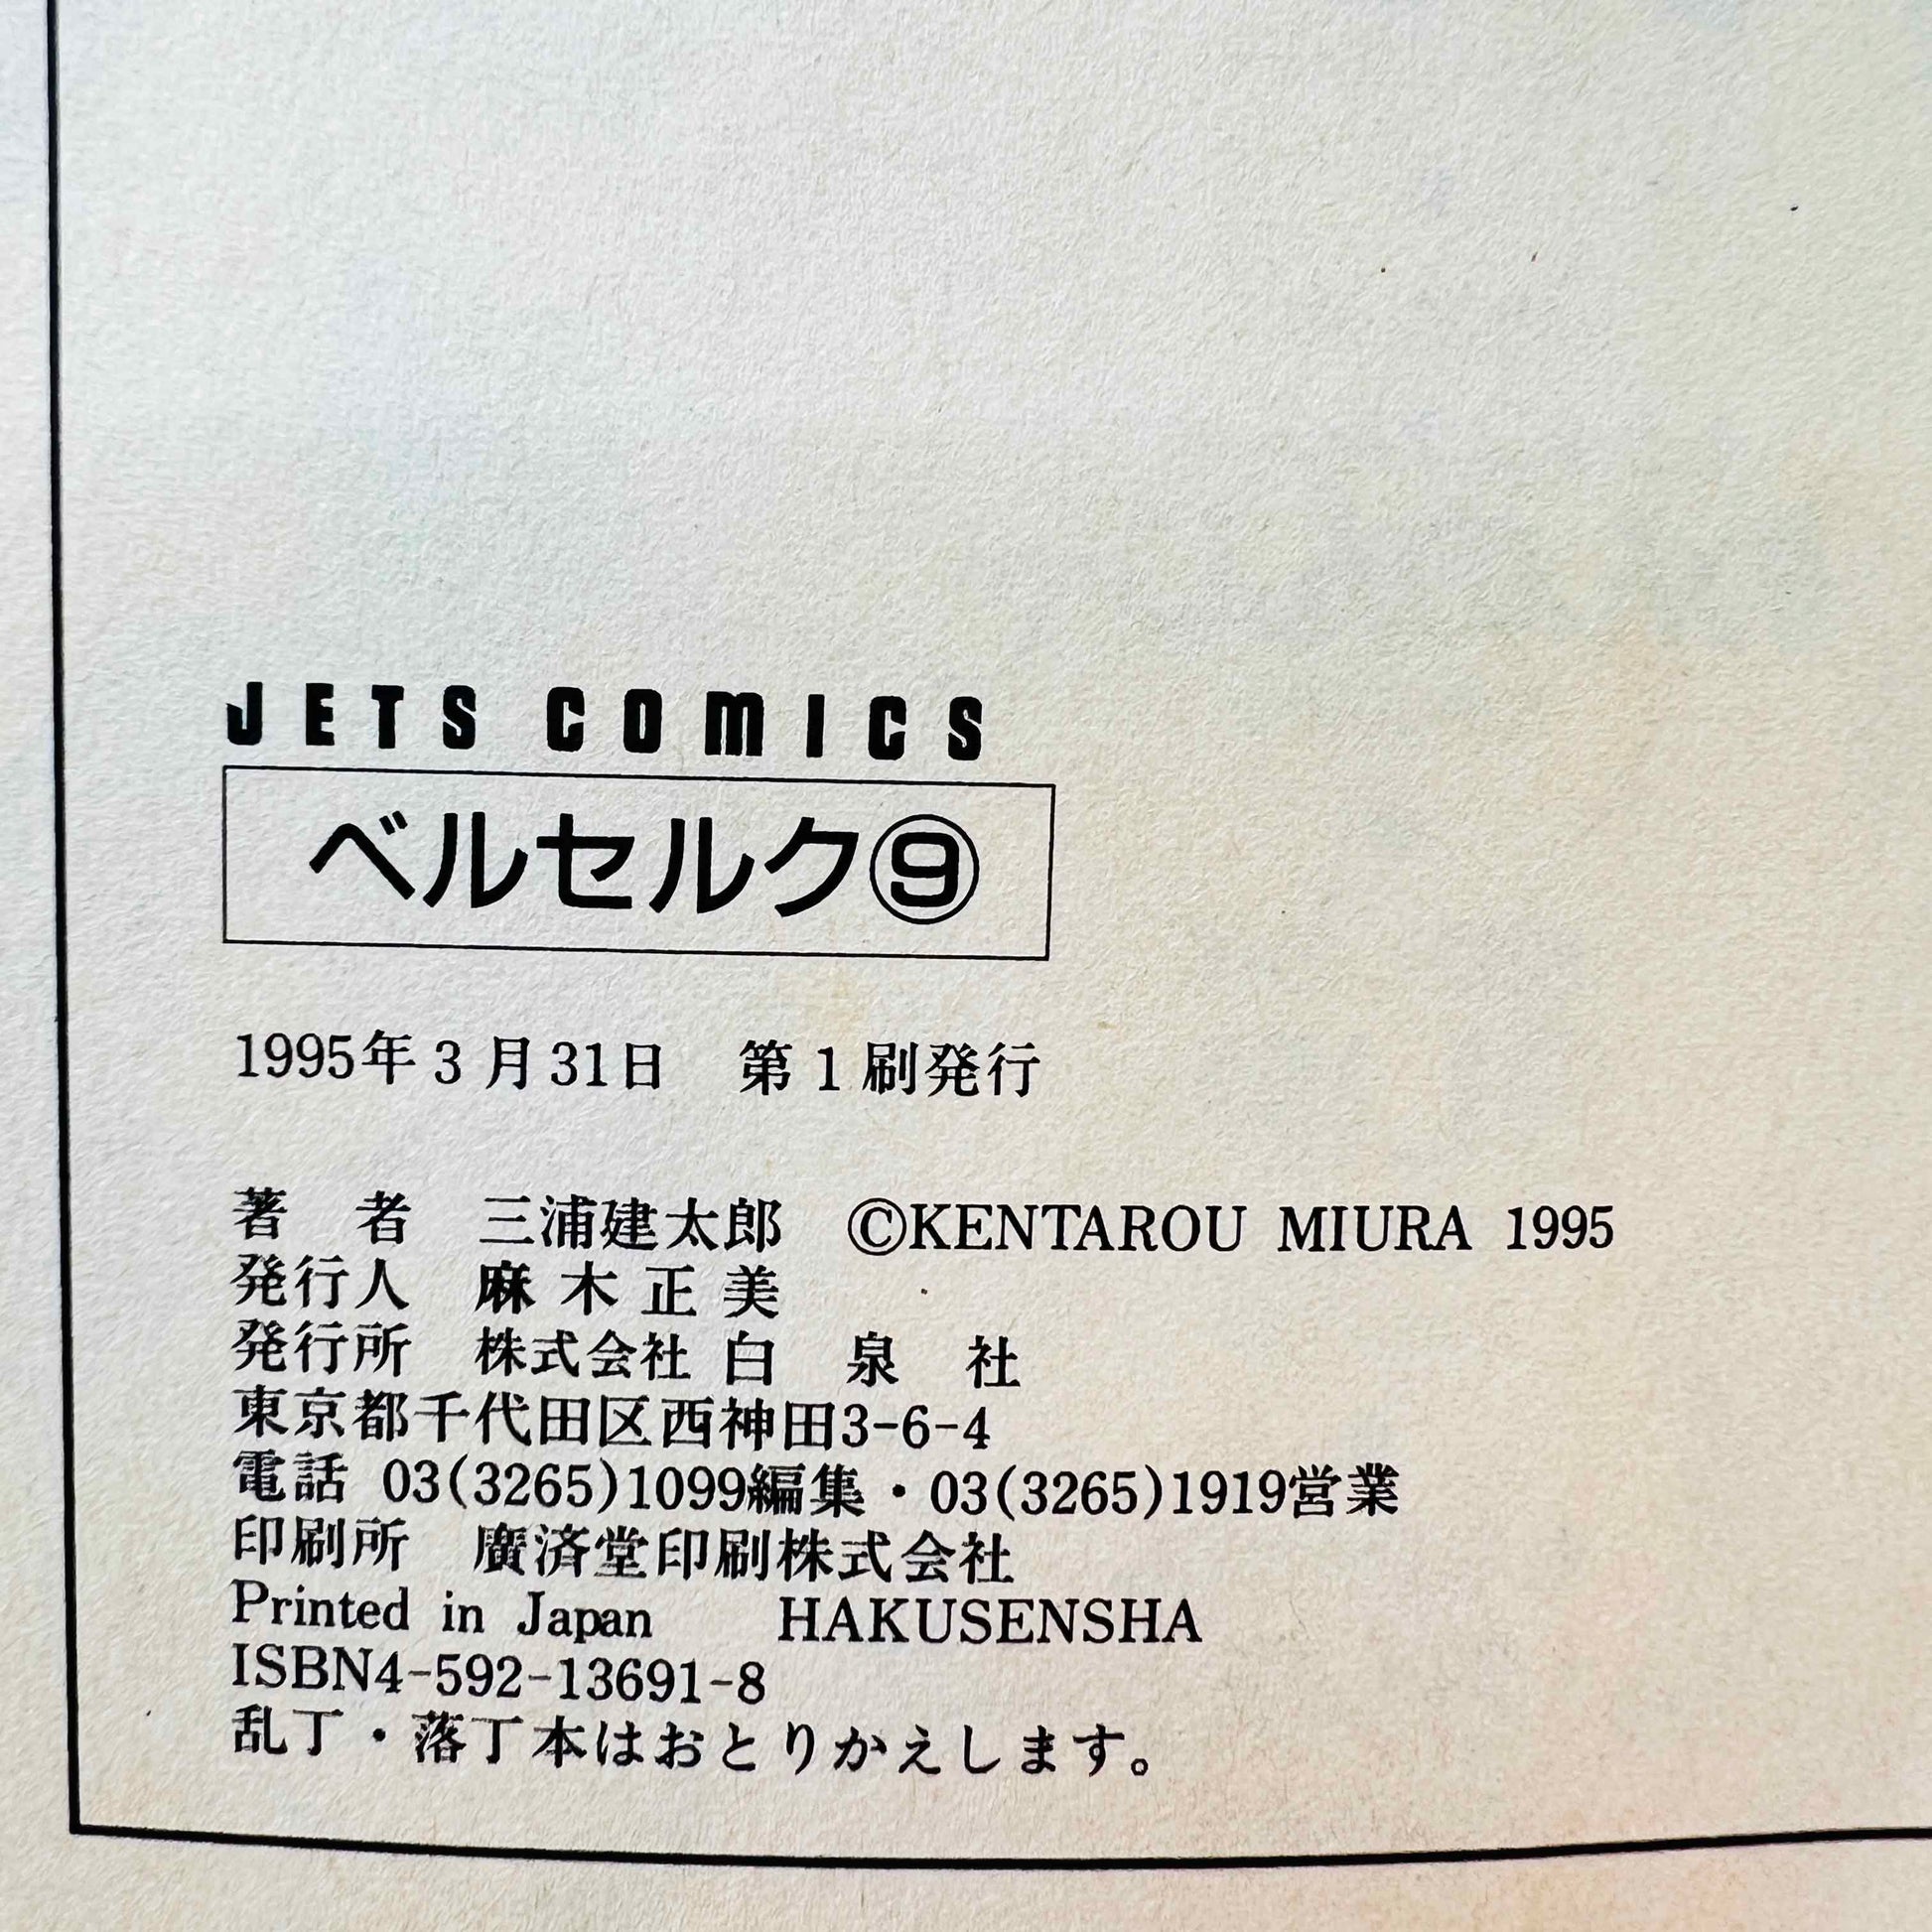 JETS COMICS
ベルセルク⑨
1995年3月31日 第1刷発行
著 者 三浦建太郎 ©KENTAROU MIURA 1995
発行人 麻木正美
発行所 株式会社 白泉社
東京都千代田区西神田3-6-4
電話 03(3265)1099編集・03(3265)1919営業
印刷所 廣済堂印刷株式会社
Printed in Japan HAKUSENSHA
ISBN4-592-13691-8
乱丁・落丁本はおとりかえします。